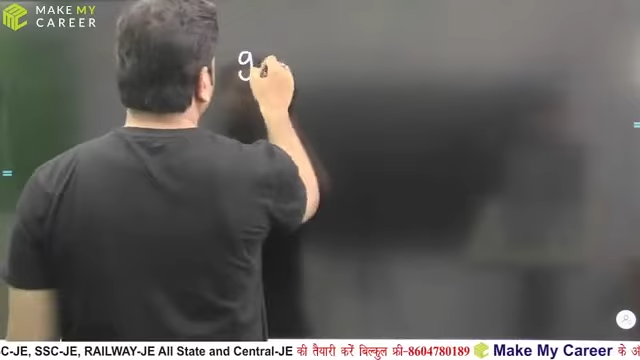 MAKE MY
CAREER
9
C-JE, SSC-JE, RAILWAY-JE All State and Central-JE की तैयारी करें बिल्कुल फ्री-8604780189 Make My Career के